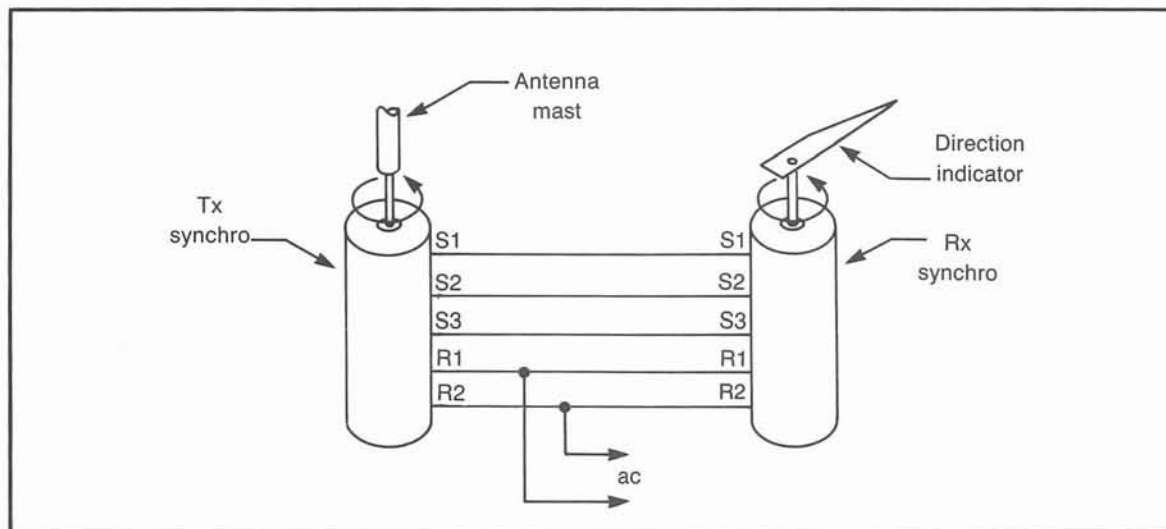 Antenna
mast
Direction
indicator
Tx
synchro
Rx
synchro
S1
S1
S2
S2
S3
S3
R1
R1
R2
R2
ac